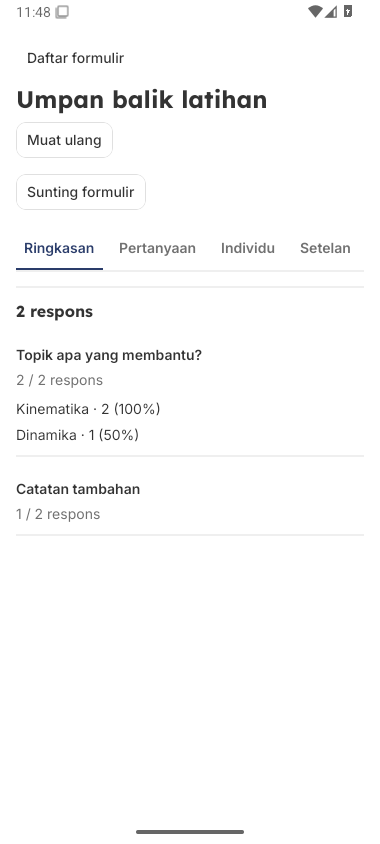 11:48
Daftar formulir
Umpan balik latihan
Muat ulang
Sunting formulir
Ringkasan Pertanyaan Individu Setelan
2 respons
Topik apa yang membantu?
2 / 2 respons
Kinematika · 2 (100%)
Dinamika · 1 (50%)
Catatan tambahan
1 / 2 respons